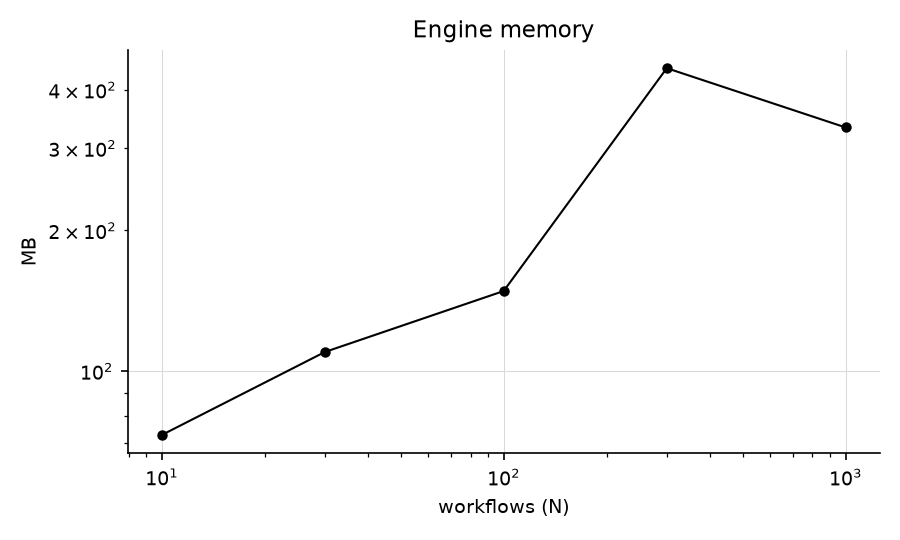 Engine memory
MB
4 × 10²
3 × 10²
2 × 10²
10²
10¹ 10² 10³
workflows (N)